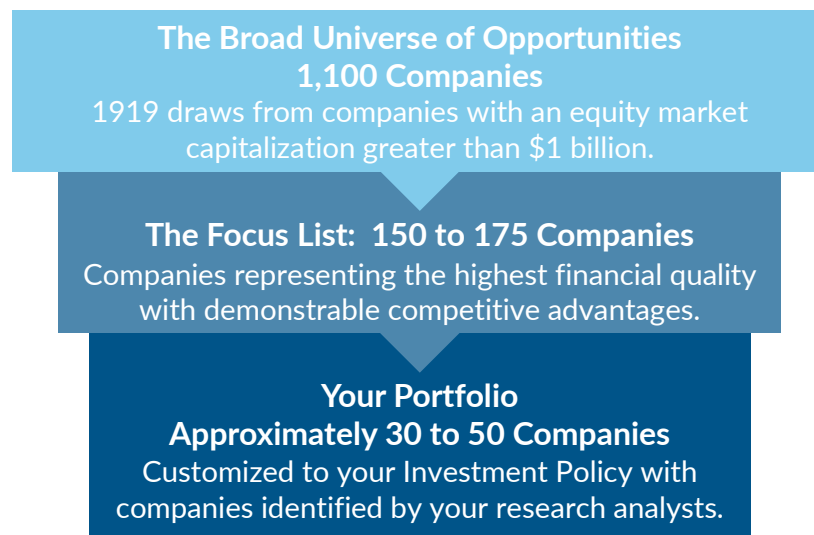 The Broad Universe of Opportunities
1,100 Companies
1919 draws from companies with an equity market
capitalization greater than $1 billion.
The Focus List:  150 to 175 Companies
Companies representing the highest financial quality
with demonstrable competitive advantages.
Your Portfolio
Approximately 30 to 50 Companies
Customized to your Investment Policy with
companies identified by your research analysts.